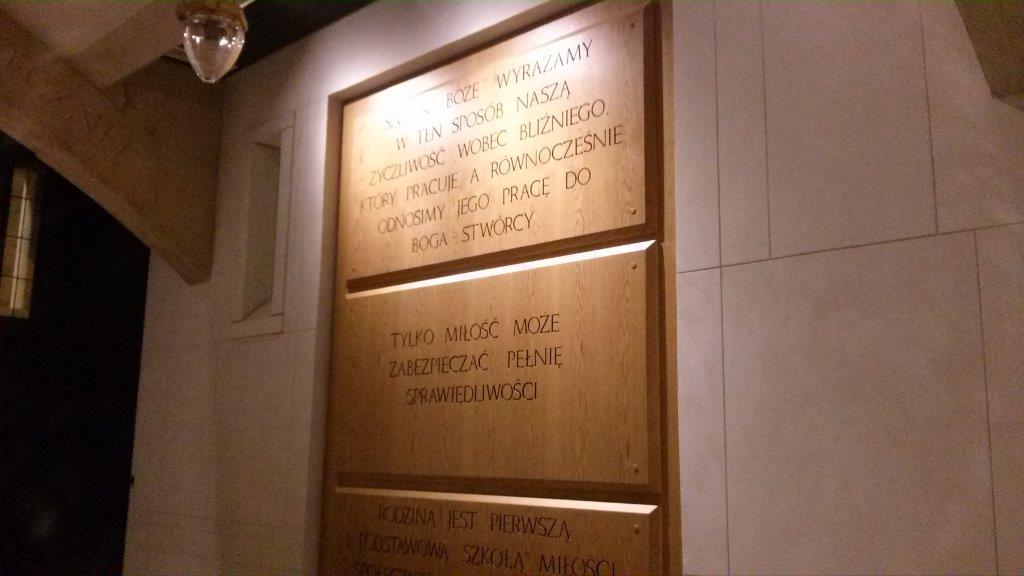 BOŻE WYRAŻAMY
W TEN SPOSÓB NASZĄ
ŻYCZLIWOŚĆ WOBEC BLIŹNIEGO,
KTÓRY PRACUJE, A RÓWNOCZEŚNIE
ODNOSIMY JEGO PRACĘ DO
BOGA - STWÓRCY
TYLKO MIŁOŚĆ MOŻE
ZABEZPIECZAĆ PEŁNIĘ
SPRAWIEDLIWOŚCI
RODZINA JEST PIERWSZĄ,
PODSTAWOWĄ SZKOŁĄ MIŁOŚCI